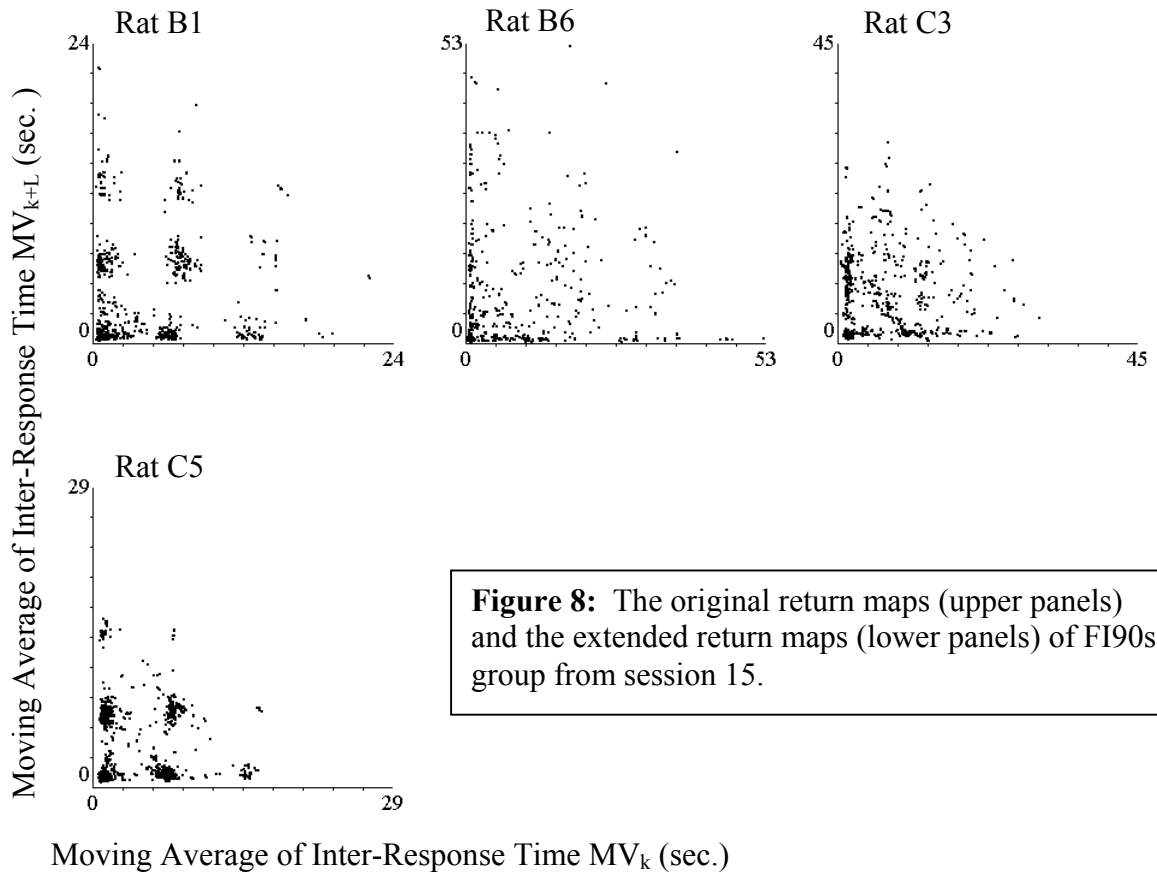 Rat B1
Rat B6
Rat C3
24
0
0
24
53
0
0
53
45
0
0
45
Rat C5
29
0
0
29
Moving Average of Inter-Response Time MVk+L (sec.)
Figure 8: The original return maps (upper panels)
and the extended return maps (lower panels) of FI90s
group from session 15.
Moving Average of Inter-Response Time MVk (sec.)